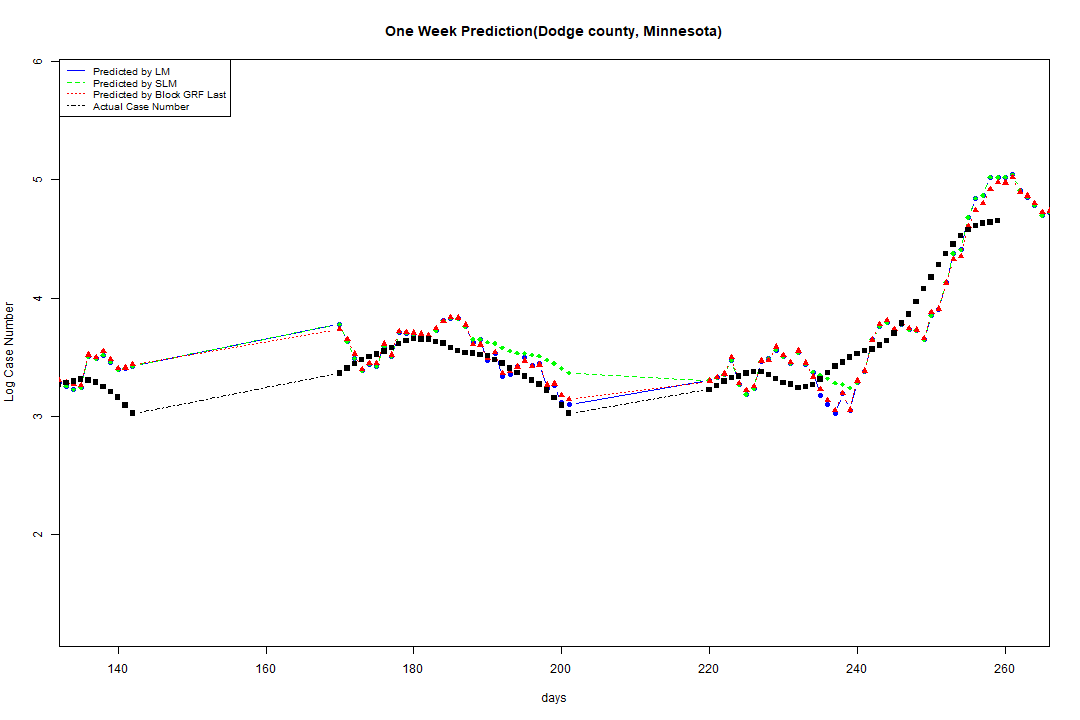 One Week Prediction(Dodge county, Minnesota)
Predicted by LM
Predicted by SLM
Predicted by Block GRF Last
Actual Case Number
Log Case Number
6
5
4
3
2
140 160 180 200 220 240 260
days